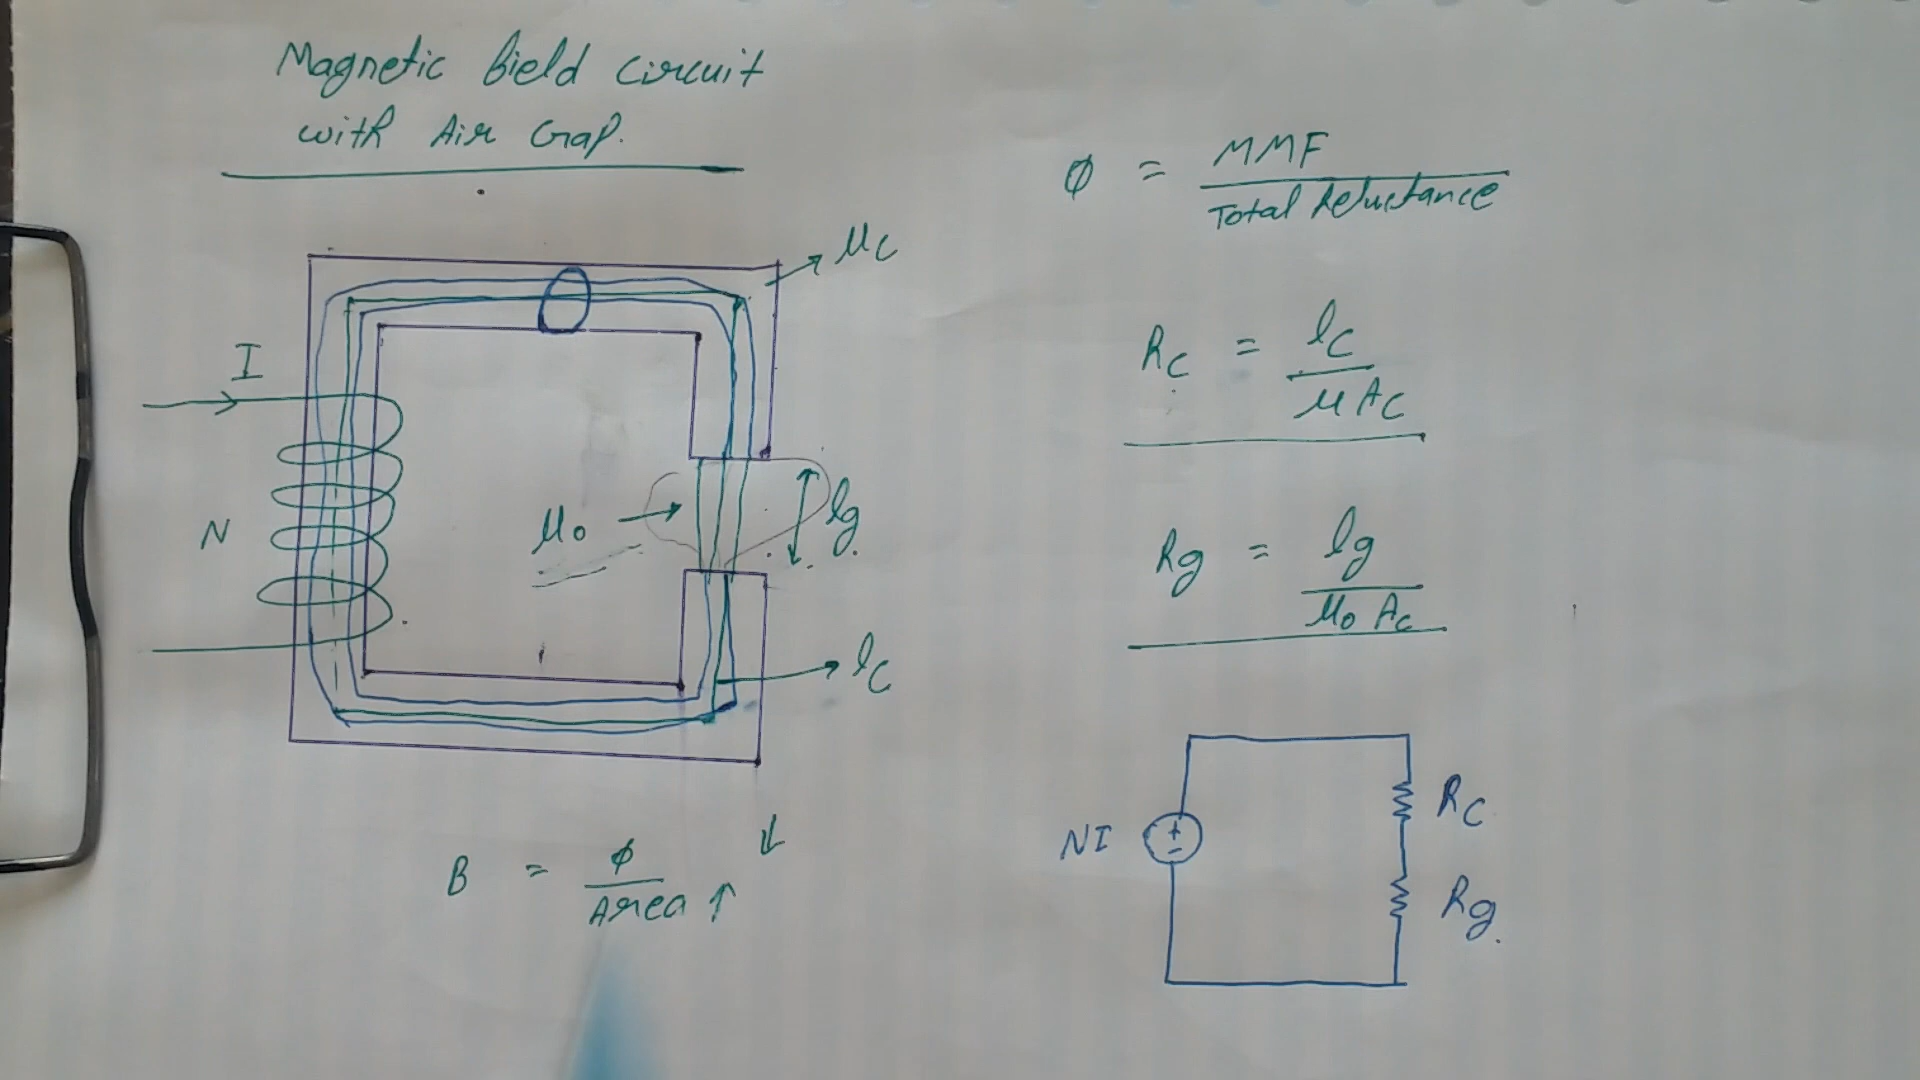 Magnetic field circuit
with Air Gap.
μc
I
N
μ0
lg
lc
B = ϕ / Area ↑ ↓
ϕ = MMF / Total Reluctance
Rc = lc / μ Ac
Rg = lg / μ0 Ac
NI
+
-
Rc
Rg